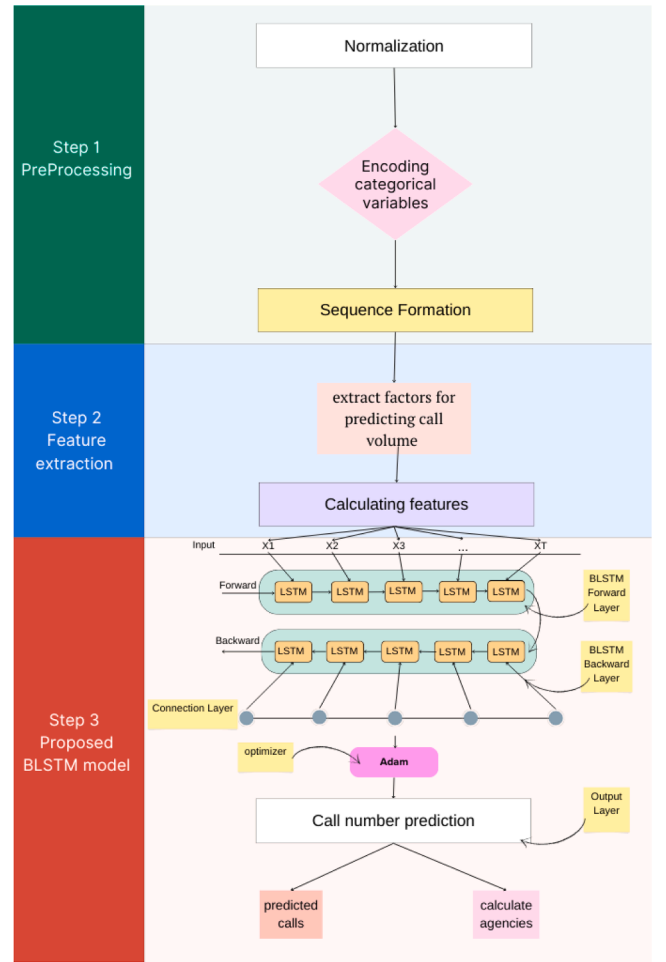 Step 1
PreProcessing
Normalization
Encoding
categorical
variables
Sequence Formation
Step 2
Feature
extraction
extract factors for
predicting call
volume
Calculating features
Step 3
Proposed
BLSTM model
Input
X1 X2 X3 ... XT
Forward
LSTM LSTM LSTM LSTM LSTM
BLSTM
Forward
Layer
Backward
LSTM LSTM LSTM LSTM LSTM
BLSTM
Backward
Layer
Connection Layer
optimizer
Adam
Call number prediction
Output
Layer
predicted
calls
calculate
agencies